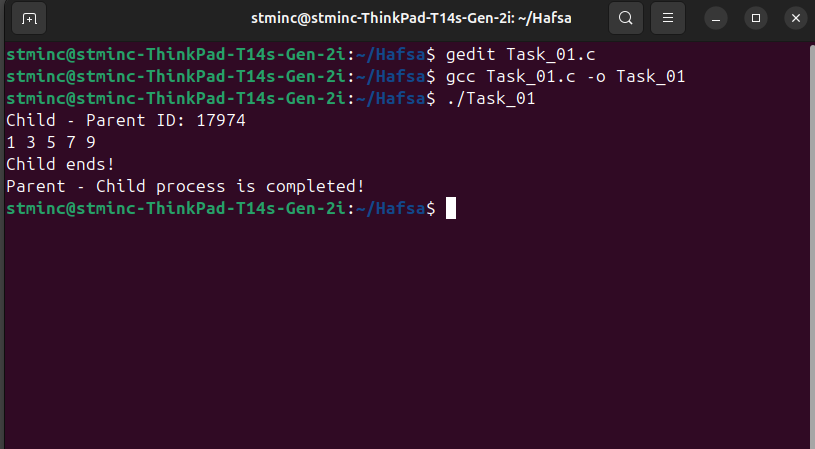 stminc@stminc-ThinkPad-T14s-Gen-2i: ~/Hafsa
stminc@stminc-ThinkPad-T14s-Gen-2i:~/Hafsa$ gedit Task_01.c
stminc@stminc-ThinkPad-T14s-Gen-2i:~/Hafsa$ gcc Task_01.c -o Task_01
stminc@stminc-ThinkPad-T14s-Gen-2i:~/Hafsa$ ./Task_01
Child - Parent ID: 17974
1 3 5 7 9
Child ends!
Parent - Child process is completed!
stminc@stminc-ThinkPad-T14s-Gen-2i:~/Hafsa$